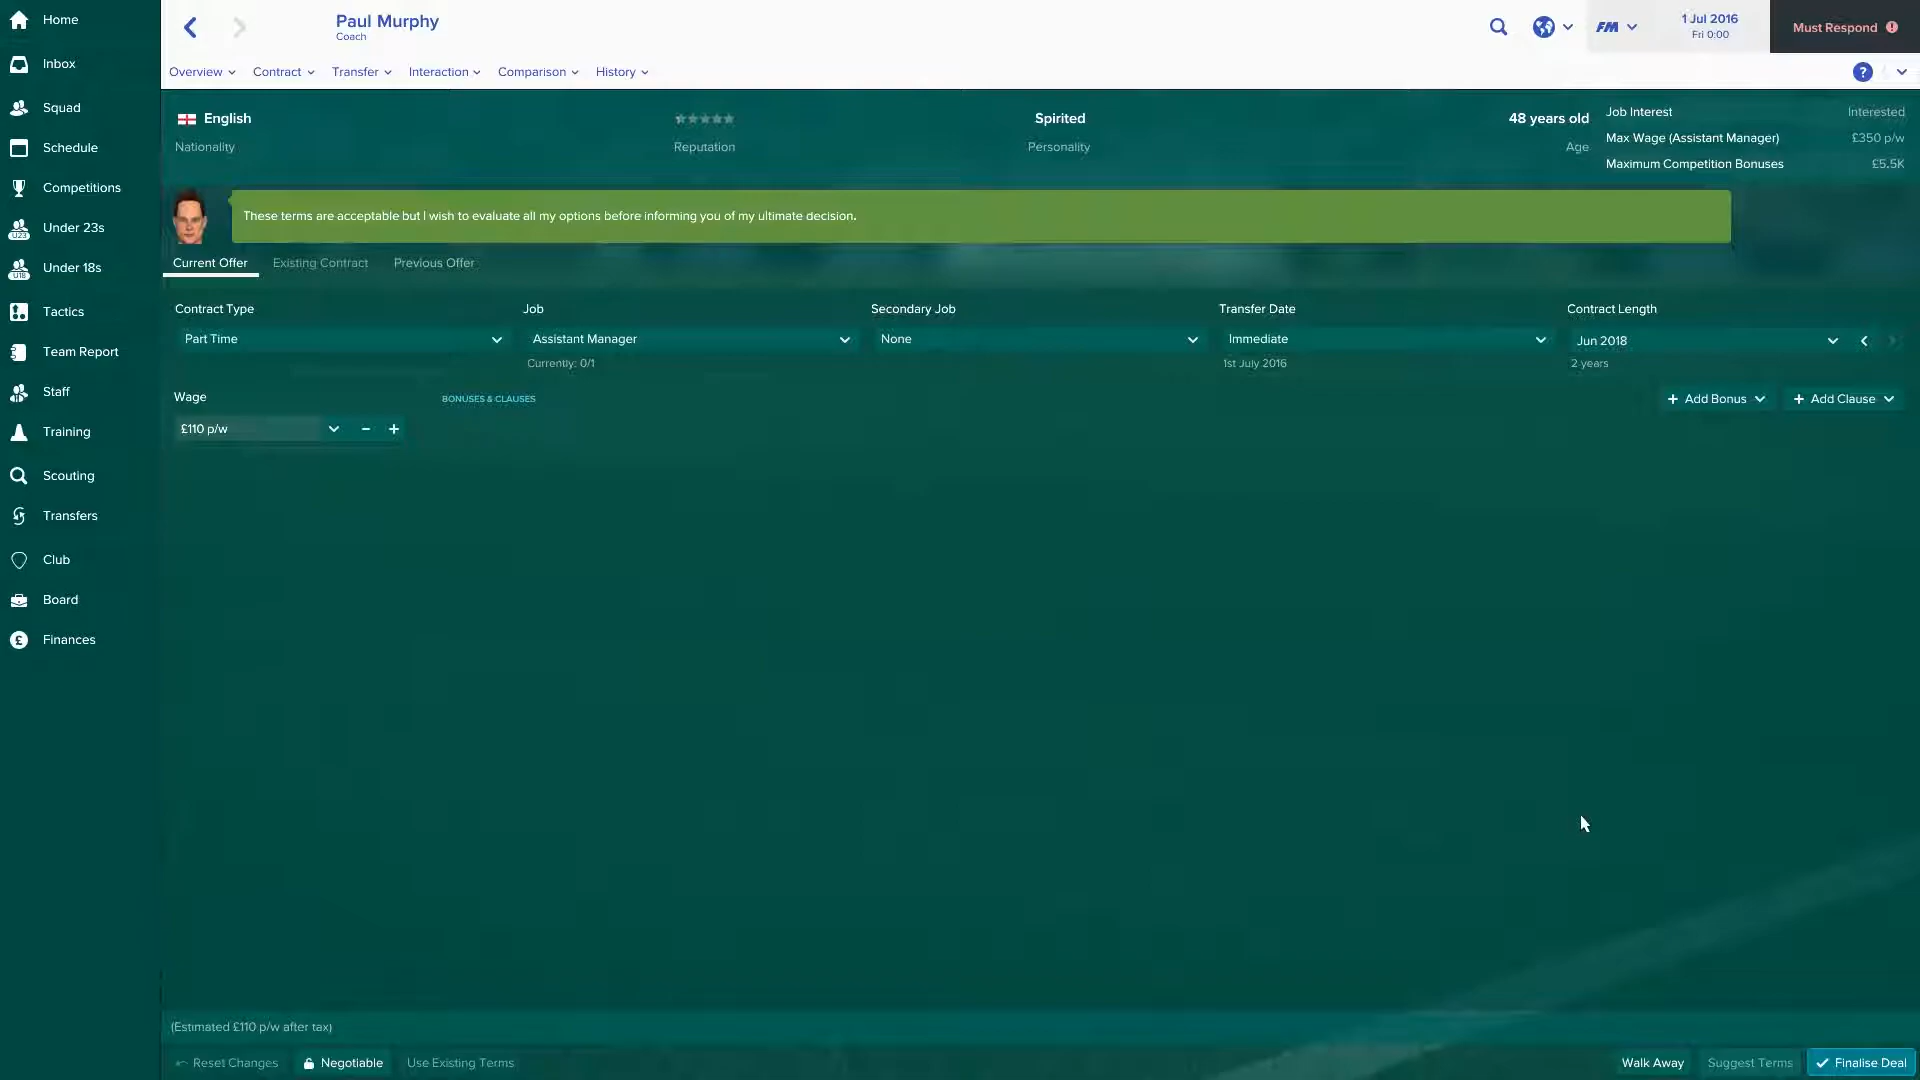 Home
Inbox
Squad
Schedule
Competitions
Under 23s
U23
Under 18s
U18
Tactics
Team Report
Staff
Training
Scouting
Transfers
Club
Board
Finances
Paul Murphy
Coach
FM
1 Jul 2016
Fri 0:00
Must Respond
Overview Contract Transfer Interaction Comparison History
?
English
Nationality
Reputation
Spirited
Personality
48 years old
Age
Job Interest Interested
Max Wage (Assistant Manager) £350 p/w
Maximum Competition Bonuses £5.5K
These terms are acceptable but I wish to evaluate all my options before informing you of my ultimate decision.
Current Offer Existing Contract Previous Offer
Contract Type Job Secondary Job Transfer Date Contract Length
Part Time Assistant Manager None Immediate Jun 2018
Currently: 0/1 1st July 2016 2 years
Wage BONUSES & CLAUSES + Add Bonus + Add Clause
£110 p/w - +
(Estimated £110 p/w after tax)
Reset Changes Negotiable Use Existing Terms Walk Away Suggest Terms Finalise Deal